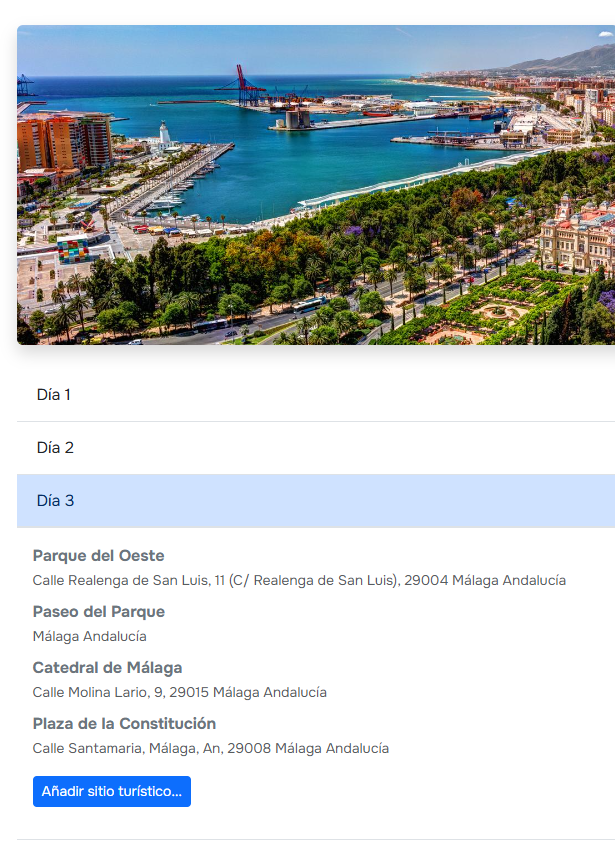 Día 1
Día 2
Día 3
Parque del Oeste
Calle Realenga de San Luis, 11 (C/ Realenga de San Luis), 29004 Málaga Andalucía
Paseo del Parque
Málaga Andalucía
Catedral de Málaga
Calle Molina Lario, 9, 29015 Málaga Andalucía
Plaza de la Constitución
Calle Santamaria, Málaga, An, 29008 Málaga Andalucía
Añadir sitio turístico...